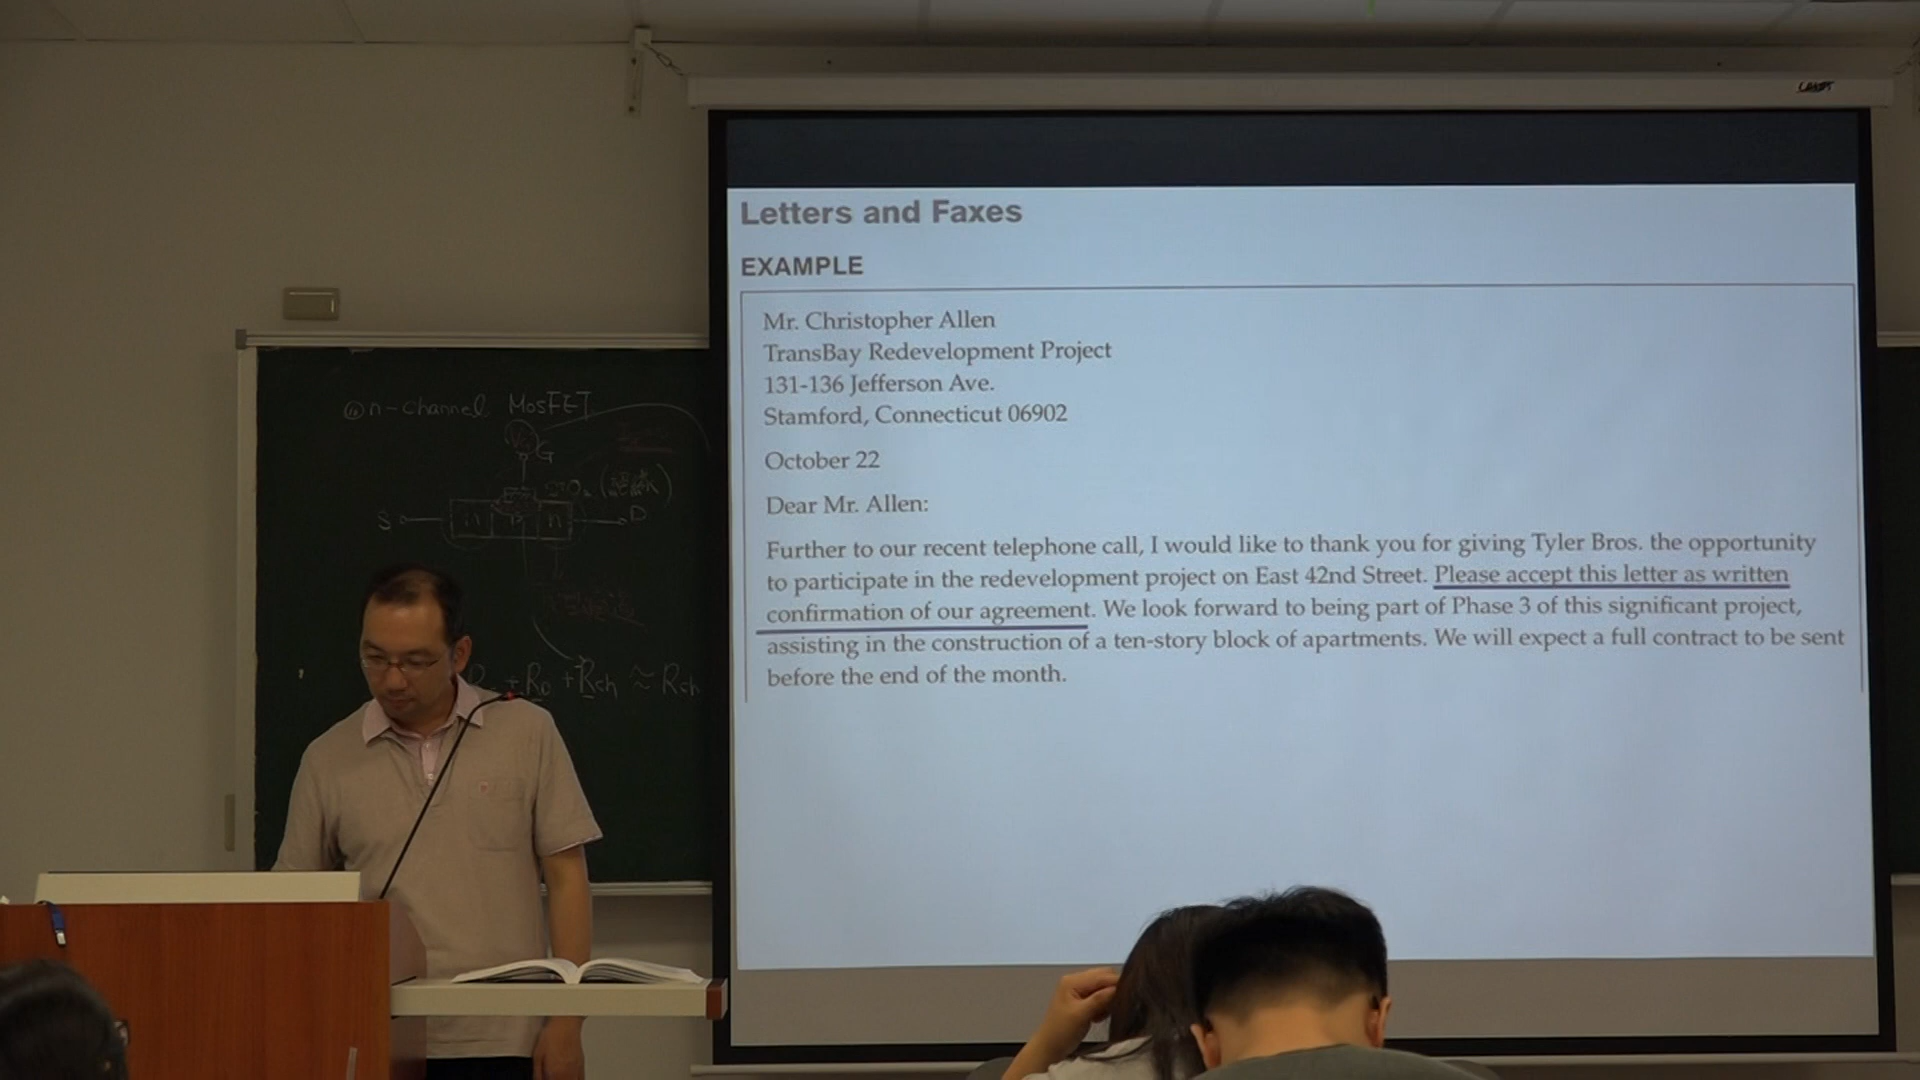 Letters and Faxes
EXAMPLE
Mr. Christopher Allen
TransBay Redevelopment Project
131-136 Jefferson Ave.
Stamford, Connecticut 06902
October 22
Dear Mr. Allen:
Further to our recent telephone call, I would like to thank you for giving Tyler Bros. the opportunity
to participate in the redevelopment project on East 42nd Street. Please accept this letter as written
confirmation of our agreement. We look forward to being part of Phase 3 of this significant project,
assisting in the construction of a ten-story block of apartments. We will expect a full contract to be sent
before the end of the month.
n-channel MosFET
G
S
n
D
+ Rch ≈ Rch